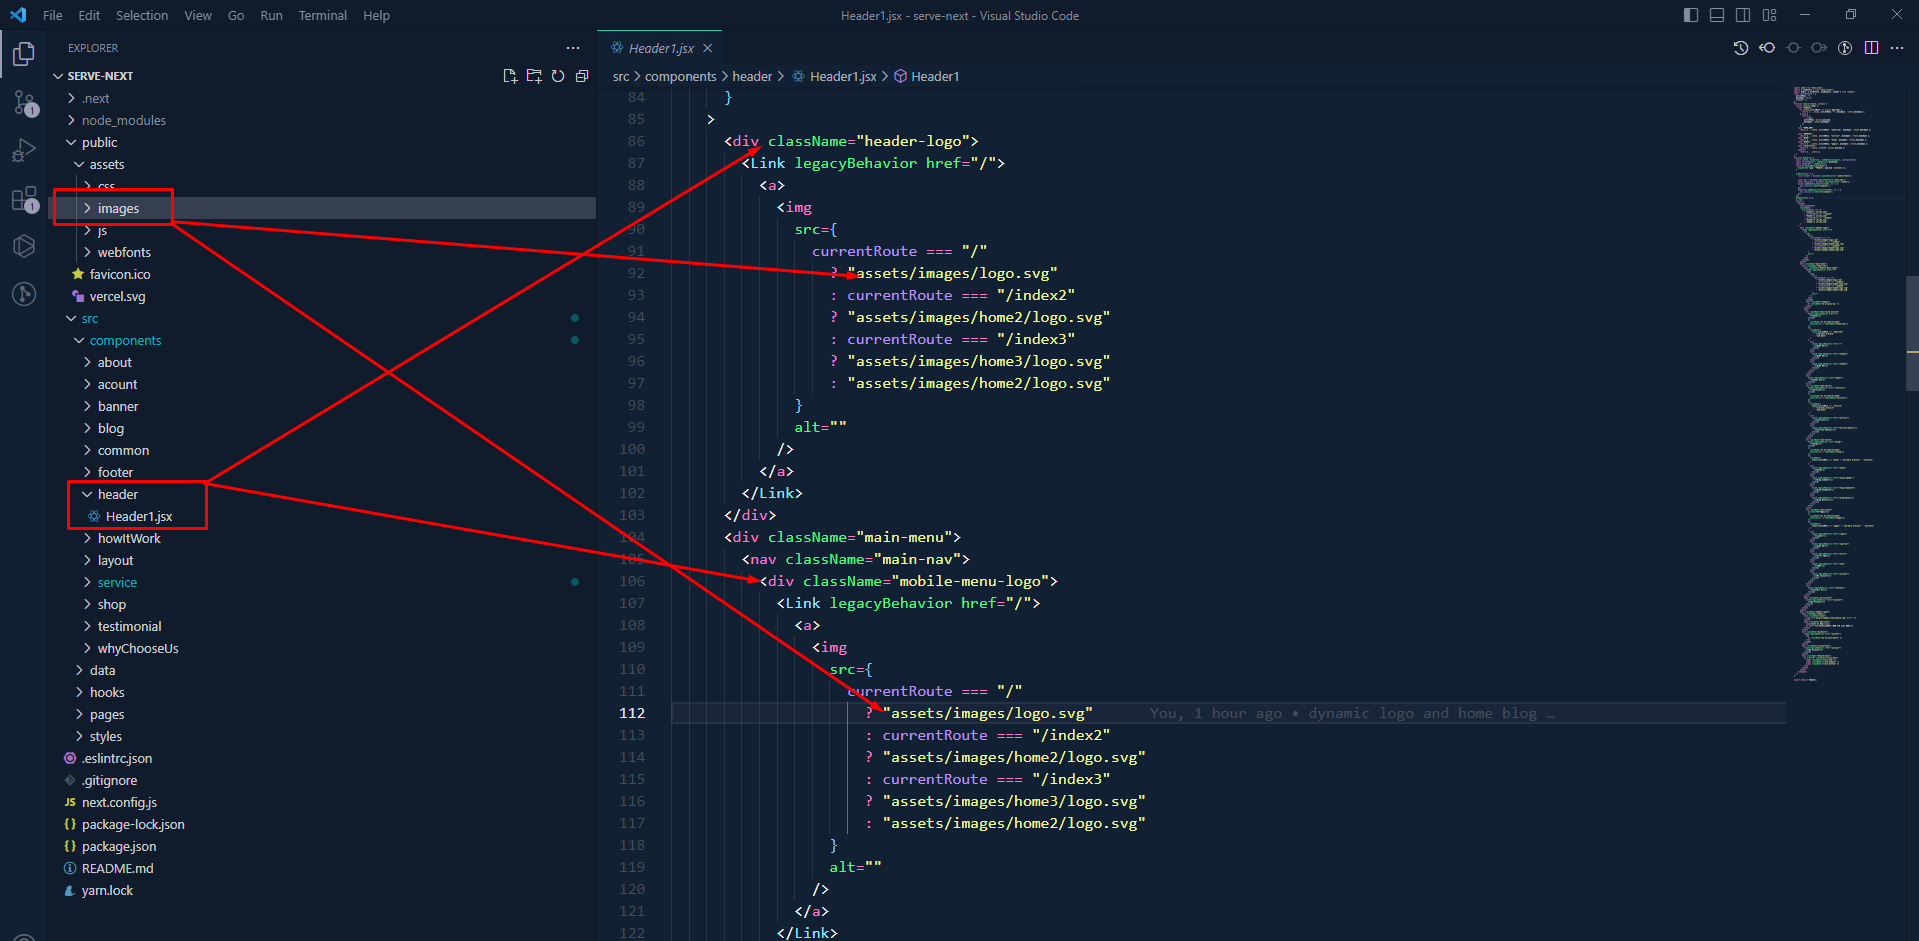 File Edit Selection View Go Run Terminal Help
Header1.jsx - serve-next - Visual Studio Code
EXPLORER
SERVE-NEXT
.next
node_modules
public
assets
css
images
js
webfonts
favicon.ico
vercel.svg
src
components
about
acount
banner
blog
common
footer
header
Header1.jsx
howItWork
layout
service
shop
testimonial
whyChooseUs
data
hooks
pages
styles
.eslintrc.json
.gitignore
JS next.config.js
{} package-lock.json
{} package.json
README.md
yarn.lock
1
1
Header1.jsx
src > components > header > Header1.jsx > Header1
84 }
85 >
86 <div className="header-logo">
87 <Link legacyBehavior href="/">
88 <a>
89 <img
90 src={
91 currentRoute === "/"
92 ? "assets/images/logo.svg"
93 : currentRoute === "/index2"
94 ? "assets/images/home2/logo.svg"
95 : currentRoute === "/index3"
96 ? "assets/images/home3/logo.svg"
97 : "assets/images/home2/logo.svg"
98 }
99 alt=""
100 />
101 </a>
102 </Link>
103 </div>
104 <div className="main-menu">
105 <nav className="main-nav">
106 <div className="mobile-menu-logo">
107 <Link legacyBehavior href="/">
108 <a>
109 <img
110 src={
111 currentRoute === "/"
112 ? "assets/images/logo.svg" You, 1 hour ago • dynamic logo and home blog …
113 : currentRoute === "/index2"
114 ? "assets/images/home2/logo.svg"
115 : currentRoute === "/index3"
116 ? "assets/images/home3/logo.svg"
117 : "assets/images/home2/logo.svg"
118 }
119 alt=""
120 />
121 </a>
122 </Link>